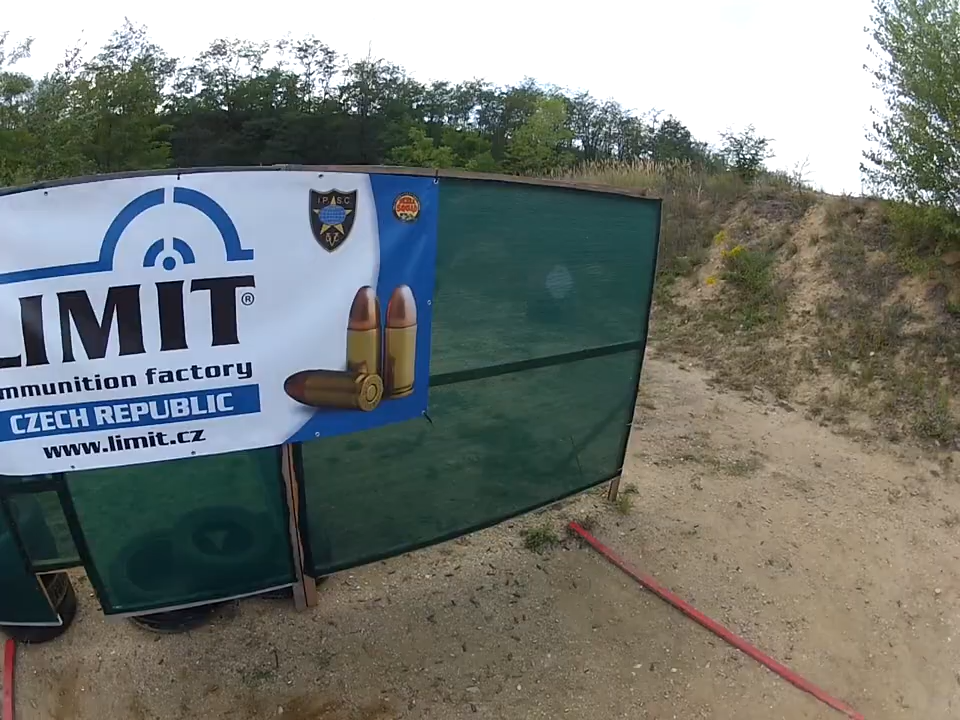 I.P.S.C
LIMIT®
mmunition factory
CZECH REPUBLIC
www.limit.cz